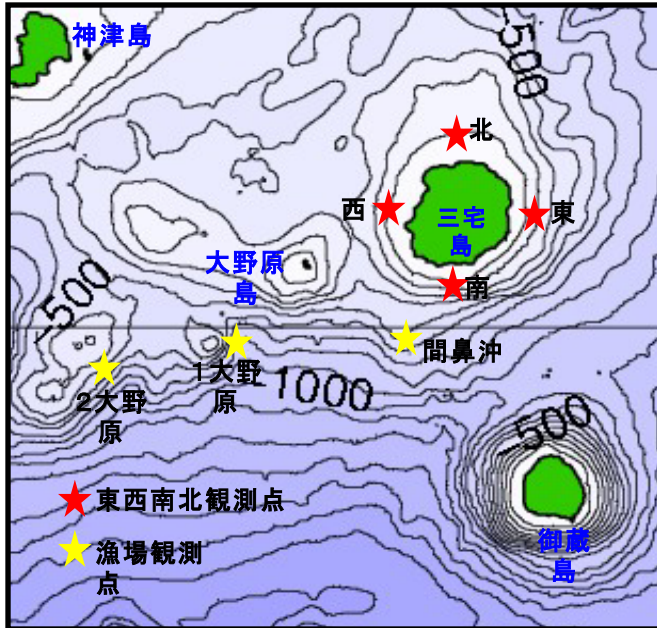 神津島
-500
北
西
三宅
島
東
大野原
島
南
-500
間鼻沖
1大野
原
-1000
2大野
原
-500
東西南北観測点
御蔵
島
漁場観測
点